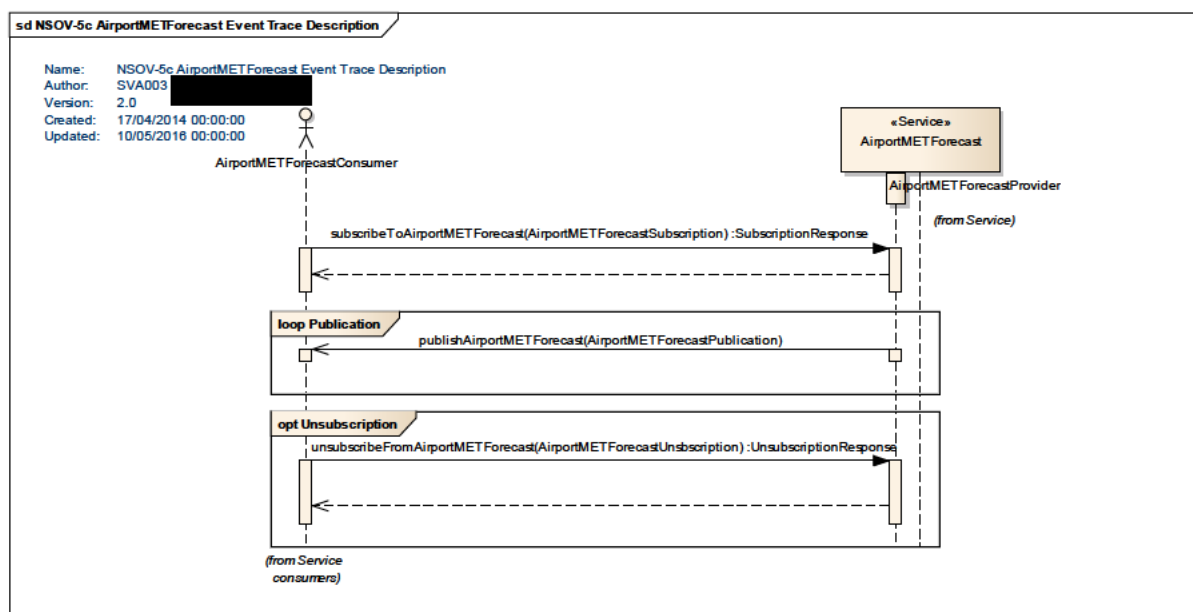 sd NSOV-5c AirportMETForecast Event Trace Description
Name: NSOV-5c AirportMETForecast Event Trace Description
Author: SVA003
Version: 2.0
Created: 17/04/2014 00:00:00
Updated: 10/05/2016 00:00:00
«Service»
AirportMETForecast
AirportMETForecastConsumer
AirportMETForecastProvider
(from Service)
subscribeToAirportMETForecast(AirportMETForecastSubscription) :SubscriptionResponse
loop Publication
publishAirportMETForecast(AirportMETForecastPublication)
opt Unsubscription
unsubscribeFromAirportMETForecast(AirportMETForecastUnsbscription) :UnsubscriptionResponse
(from Service
consumers)